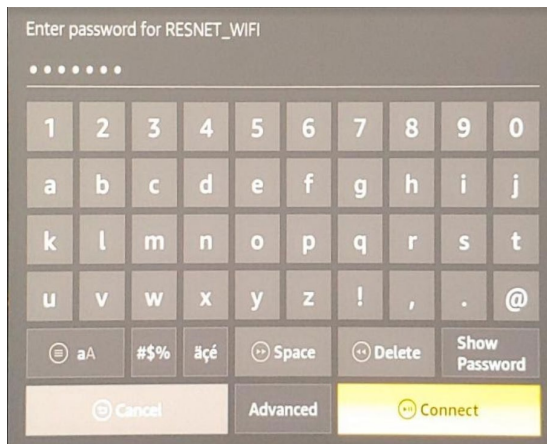 Enter password for RESNET_WIFI
•••••••
1 2 3 4 5 6 7 8 9 0
a b c d e f g h i j
k l m n o p q r s t
u v w x y z ! , . @
aA #$% äçé Space Delete Show Password
Cancel Advanced Connect